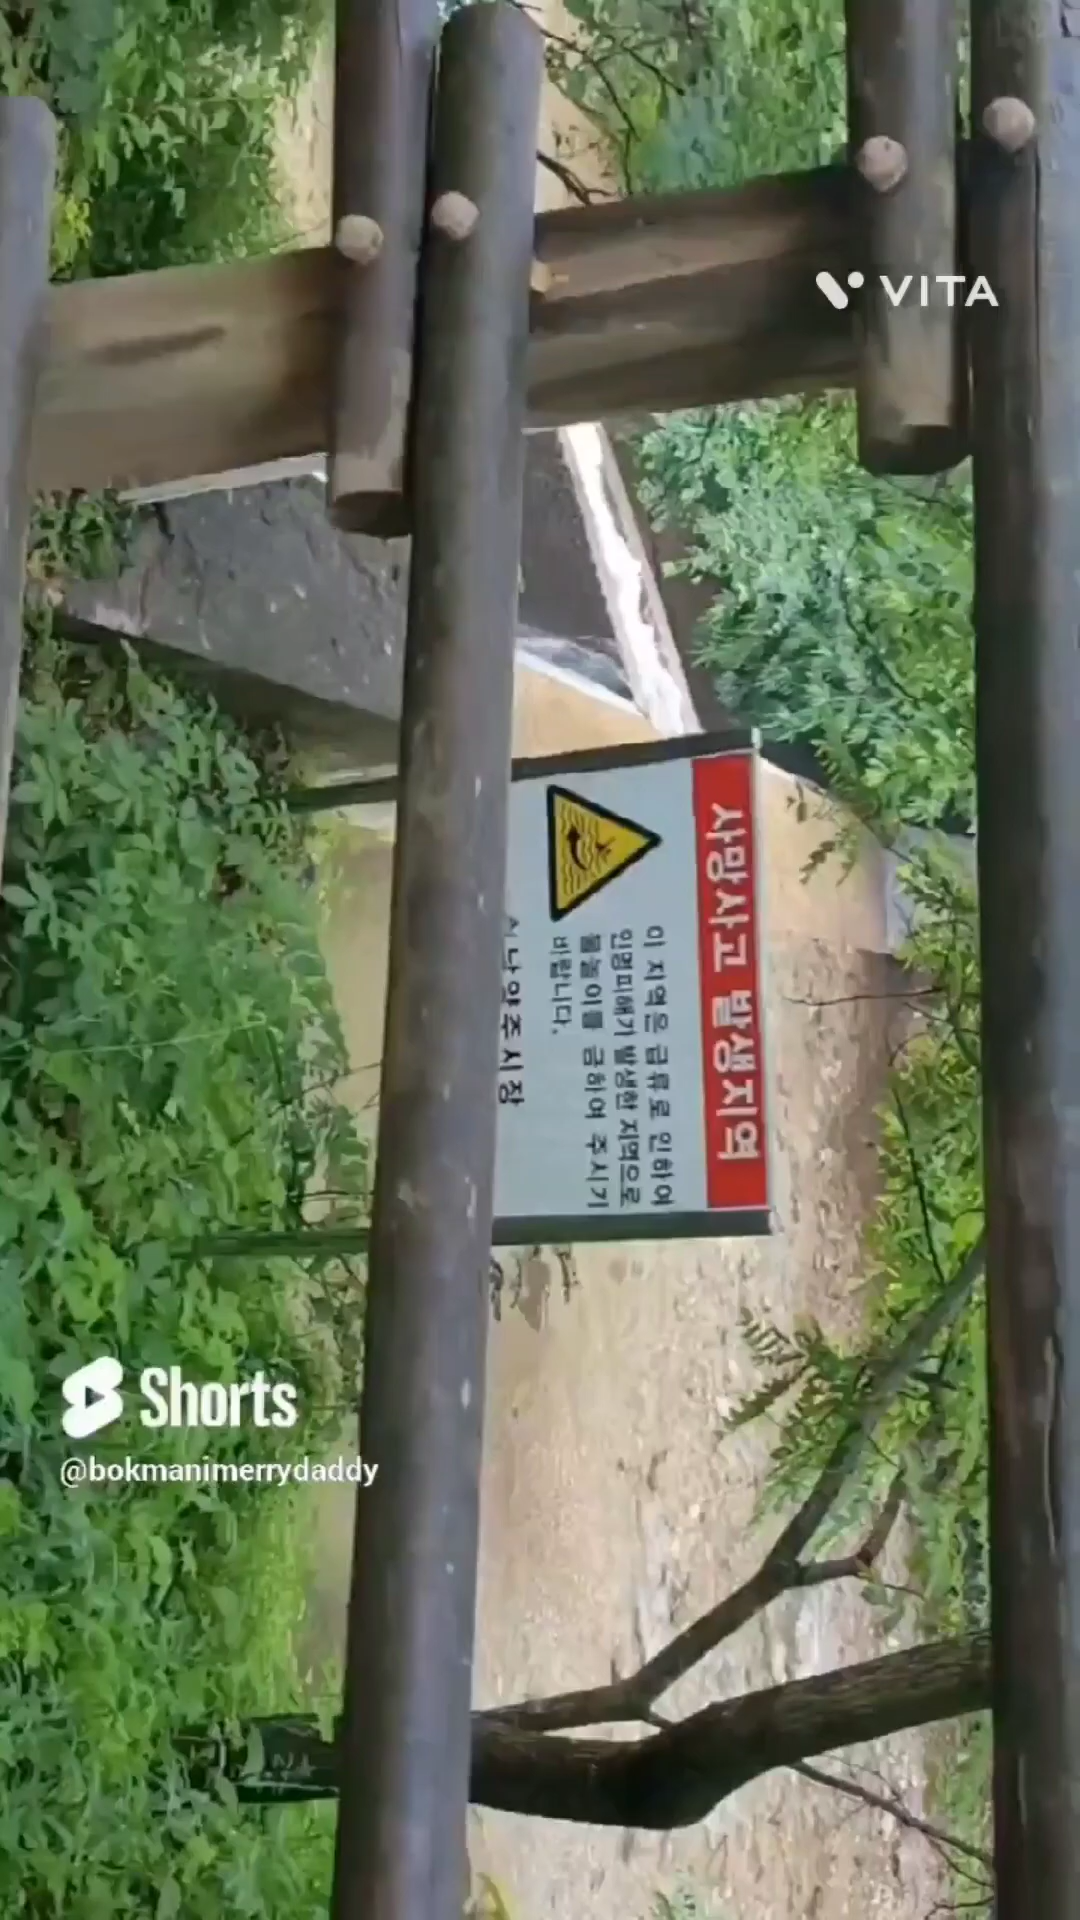 VITA
사망사고 발생지역
이 지역은 급류로 인하여
인명피해가 발생한 지역으로
물놀이를 금하여 주시기
바랍니다.
남양주시장
Shorts
@bokmanimerrydaddy